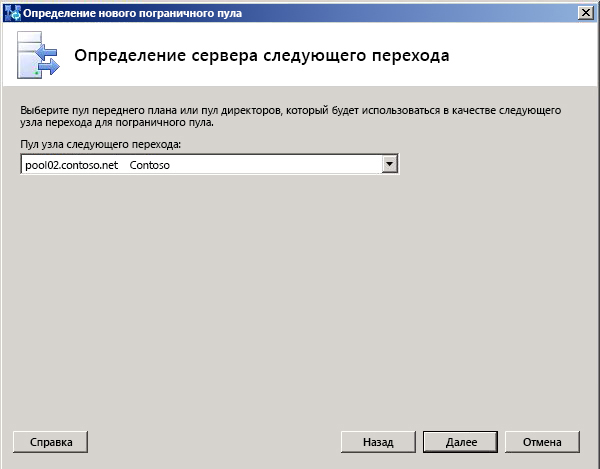 Определение нового пограничного пула
Определение сервера следующего перехода
Выберите пул переднего плана или пул директоров, который будет использоваться в качестве следующего
узла перехода для пограничного пула.
Пул узла следующего перехода:
pool02.contoso.net Contoso
Справка Назад Далее Отмена